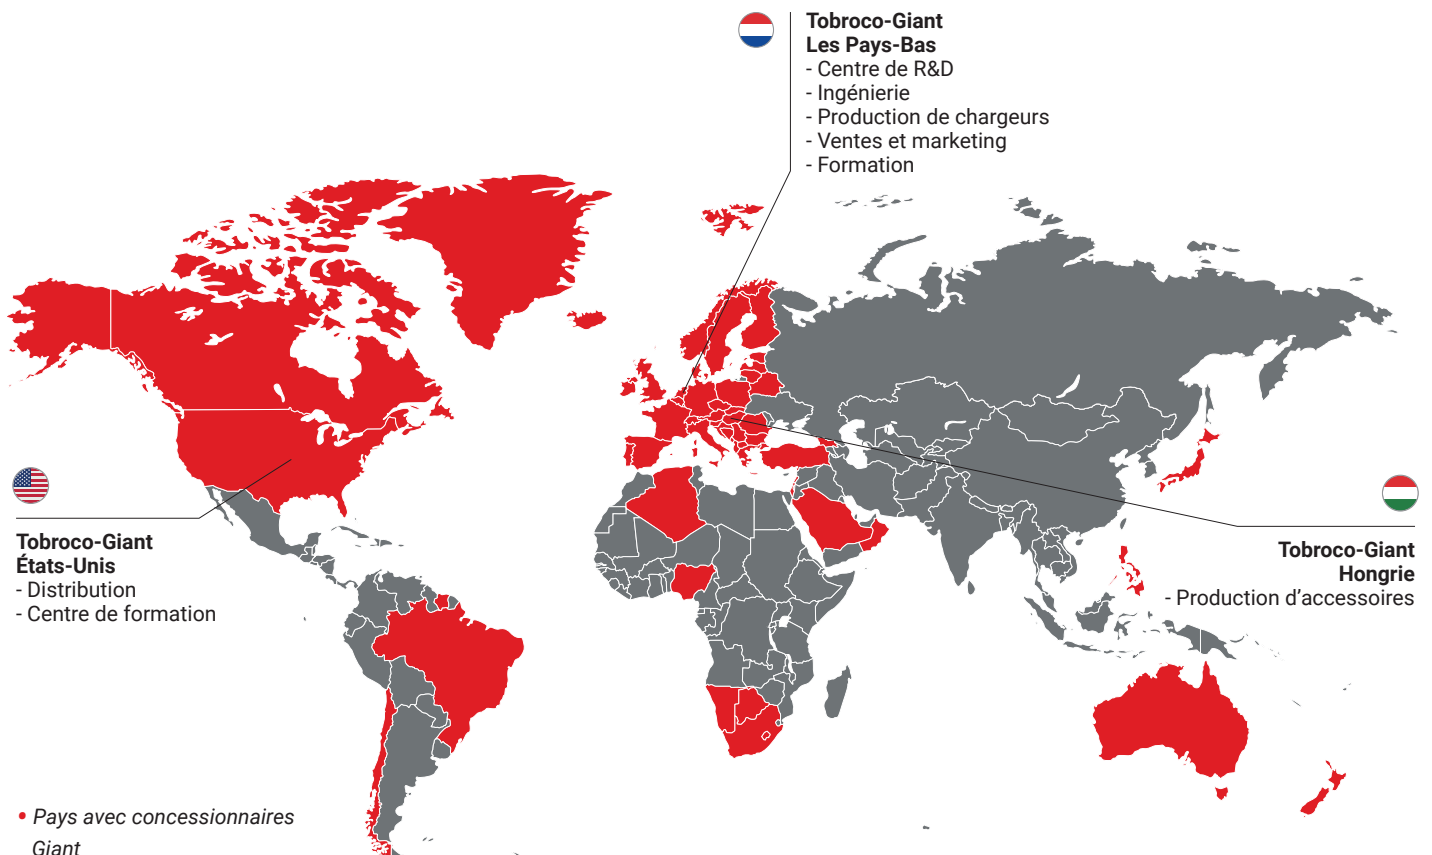 Tobroco-Giant
Les Pays-Bas
- Centre de R&D
- Ingénierie
- Production de chargeurs
- Ventes et marketing
- Formation
Tobroco-Giant
États-Unis
- Distribution
- Centre de formation
Tobroco-Giant
Hongrie
- Production d’accessoires
• Pays avec concessionnaires
Giant